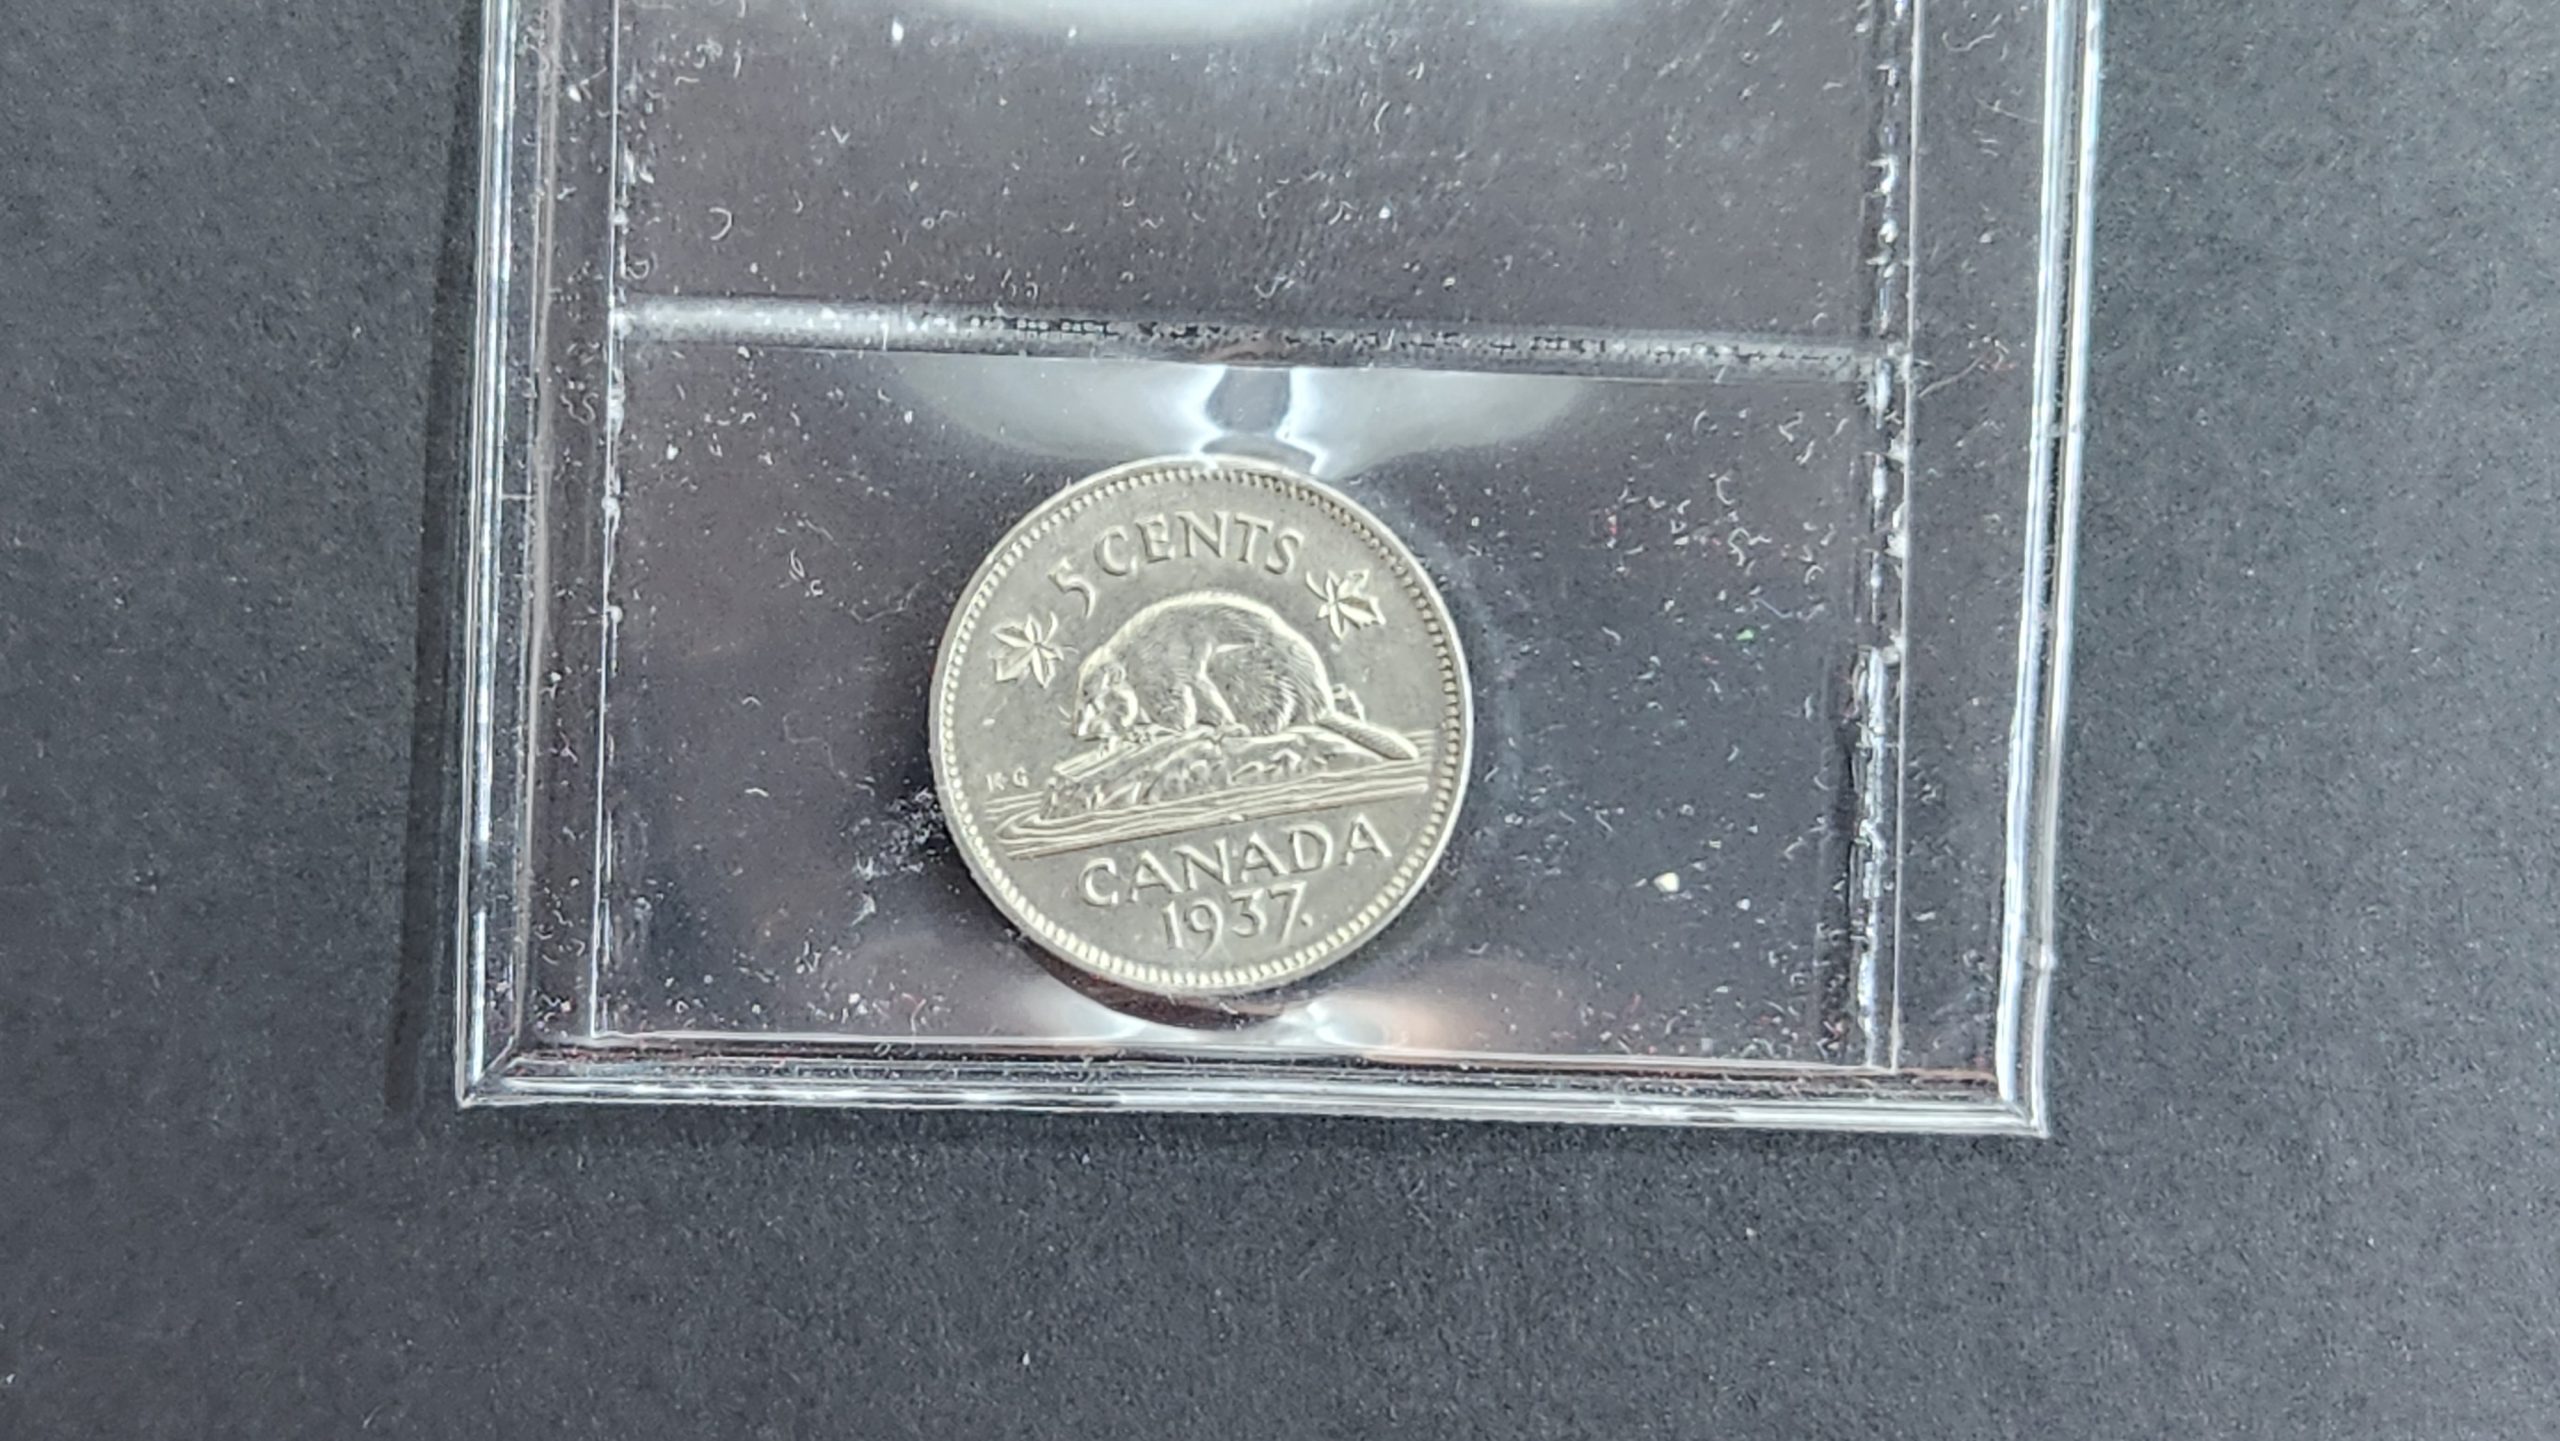 5 CENTS
K·G
CANADA
1937.